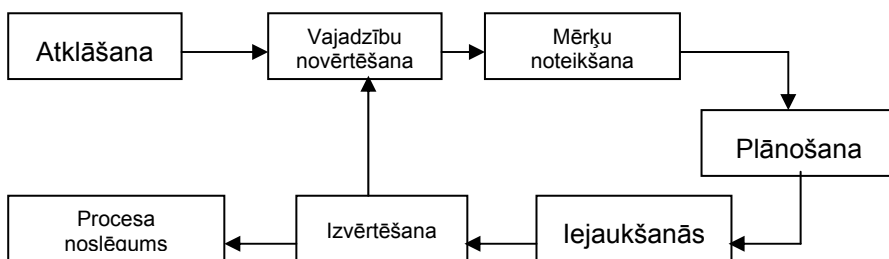 Atklāšana
Vajadzību
novērtēšana
Mērķu
noteikšana
Plānošana
Iejaukšanās
Izvērtēšana
Procesa
noslēgums